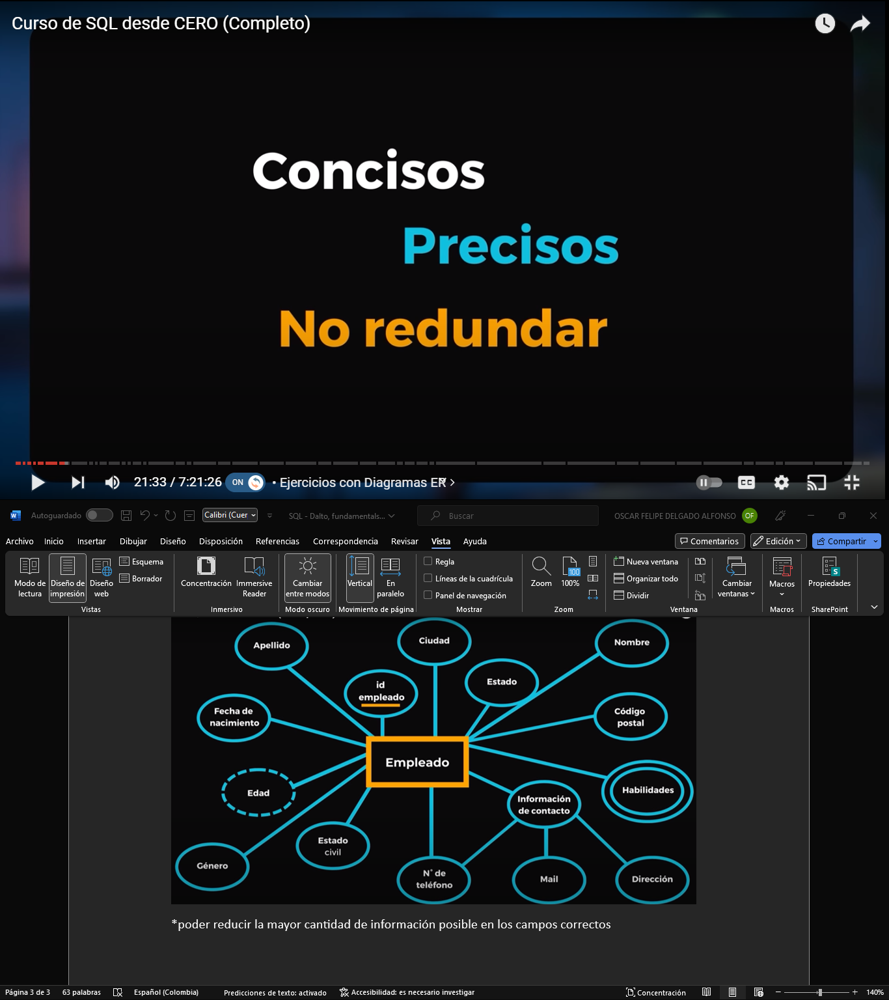 Curso de SQL desde CERO (Completo)
Concisos
Precisos
No redundar
21:33 / 7:21:26 ON • Ejercicios con Diagramas ER
CC
Autoguardado Calibri (Cuer SQL - Dalto, fundamentals... Buscar OSCAR FELIPE DELGADO ALFONSO OF
Archivo Inicio Insertar Dibujar Diseño Disposición Referencias Correspondencia Revisar Vista Ayuda Comentarios Edición Compartir
Modo de lectura
Diseño de impresión
Diseño web
Esquema
Borrador
Vistas
Concentración
Immersive Reader
Inmersivo
Cambiar entre modos
Modo oscuro
Vertical
En paralelo
Movimiento de página
Regla
Líneas de la cuadrícula
Panel de navegación
Mostrar
Zoom
100
100%
Zoom
Nueva ventana
Organizar todo
Dividir
Cambiar ventanas
Ventana
Macros
Macros
S
Propiedades
SharePoint
Apellido
Ciudad
Nombre
id
empleado
Estado
Fecha de
nacimiento
Código
postal
Empleado
Edad
Información
de contacto
Habilidades
Estado
civil
Género
N° de
teléfono
Mail
Dirección
*poder reducir la mayor cantidad de información posible en los campos correctos
Página 3 de 3 63 palabras Español (Colombia) Predicciones de texto: activado Accesibilidad: es necesario investigar Concentración 140%